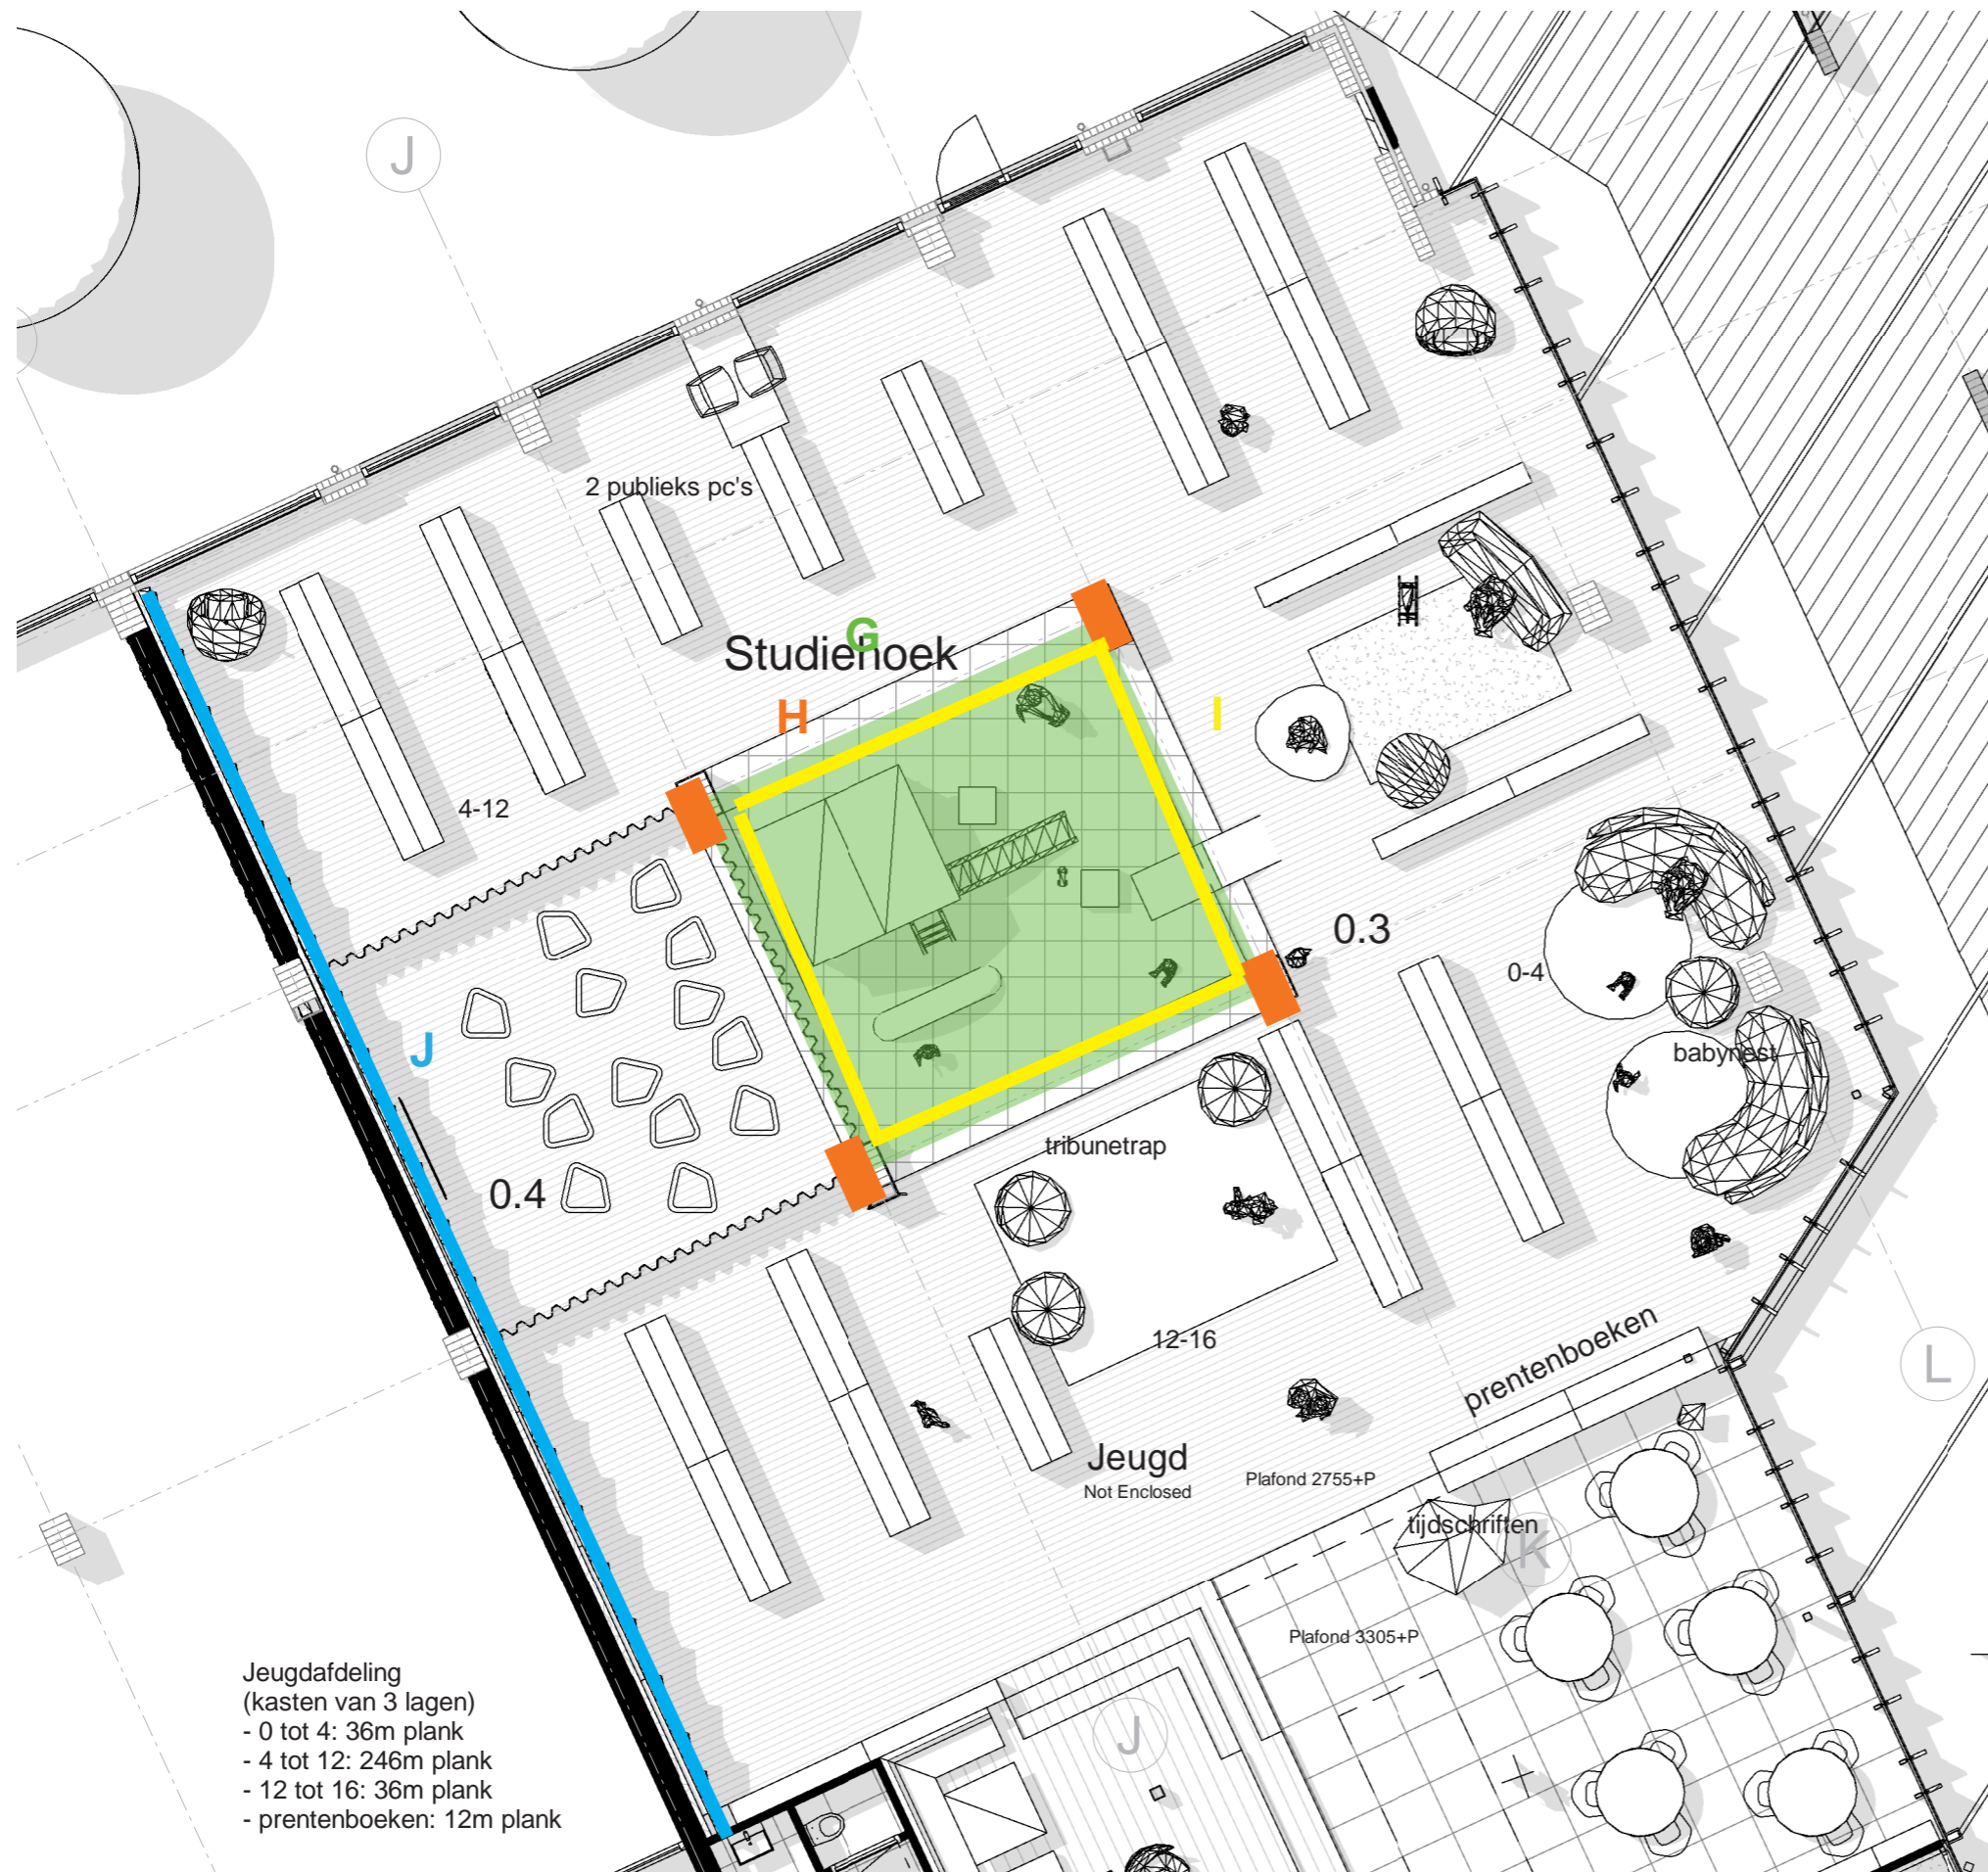 J
2 publieks pc's
G
Studiehoek
H
I
4-12
0.3
0-4
J
babynest
tribunetrap
0.4
prentenboeken
12-16
L
Jeugd
Not Enclosed
Plafond 2755+P
tijdschriften
K
Plafond 3305+P
Jeugdafdeling
(kasten van 3 lagen)
- 0 tot 4: 36m plank
- 4 tot 12: 246m plank
- 12 tot 16: 36m plank
- prentenboeken: 12m plank
J